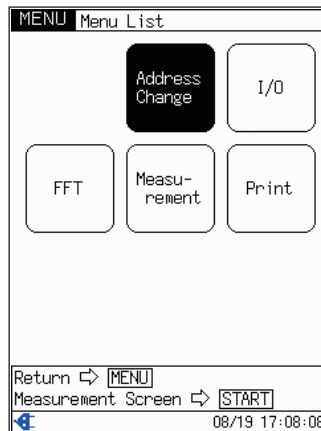 MENU Menu List
Address
Change
I/O
FFT
Measu-
rement
Print
Return ⇨ MENU
Measurement Screen ⇨ START
08/19 17:08:08